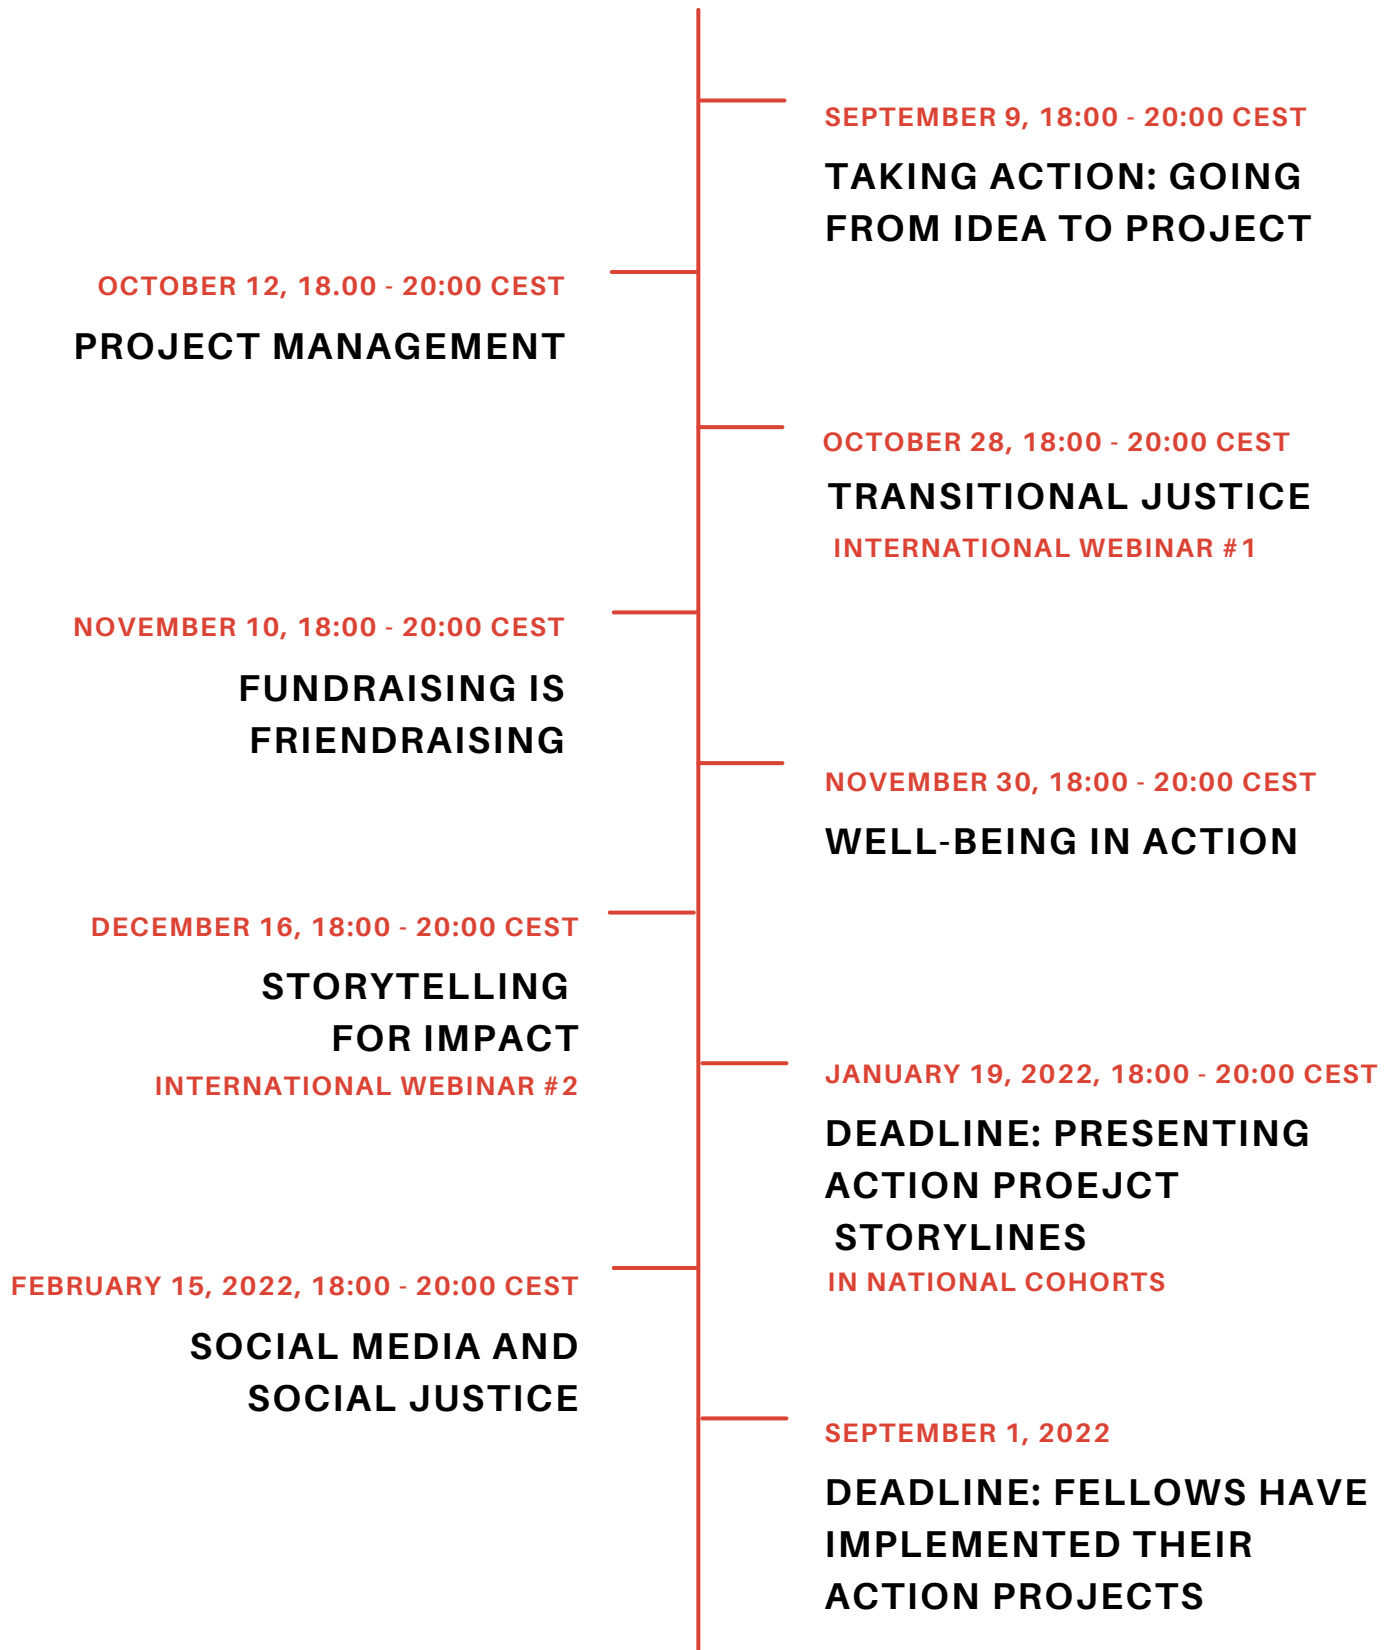 SEPTEMBER 9, 18:00 - 20:00 CEST
TAKING ACTION: GOING
FROM IDEA TO PROJECT
OCTOBER 12, 18.00 - 20:00 CEST
PROJECT MANAGEMENT
OCTOBER 28, 18:00 - 20:00 CEST
TRANSITIONAL JUSTICE
INTERNATIONAL WEBINAR #1
NOVEMBER 10, 18:00 - 20:00 CEST
FUNDRAISING IS
FRIENDRAISING
NOVEMBER 30, 18:00 - 20:00 CEST
WELL-BEING IN ACTION
DECEMBER 16, 18:00 - 20:00 CEST
STORYTELLING
FOR IMPACT
INTERNATIONAL WEBINAR #2
JANUARY 19, 2022, 18:00 - 20:00 CEST
DEADLINE: PRESENTING
ACTION PROEJCT
STORYLINES
IN NATIONAL COHORTS
FEBRUARY 15, 2022, 18:00 - 20:00 CEST
SOCIAL MEDIA AND
SOCIAL JUSTICE
SEPTEMBER 1, 2022
DEADLINE: FELLOWS HAVE
IMPLEMENTED THEIR
ACTION PROJECTS